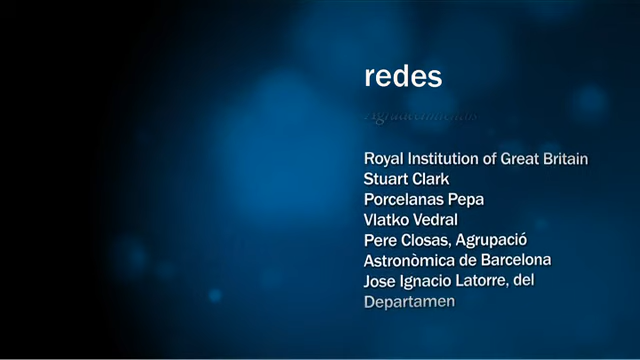 redes
Agradecimientos
Royal Institution of Great Britain
Stuart Clark
Porcelanas Pepa
Vlatko Vedral
Pere Closas, Agrupació
Astronòmica de Barcelona
Jose Ignacio Latorre, del
Departamen